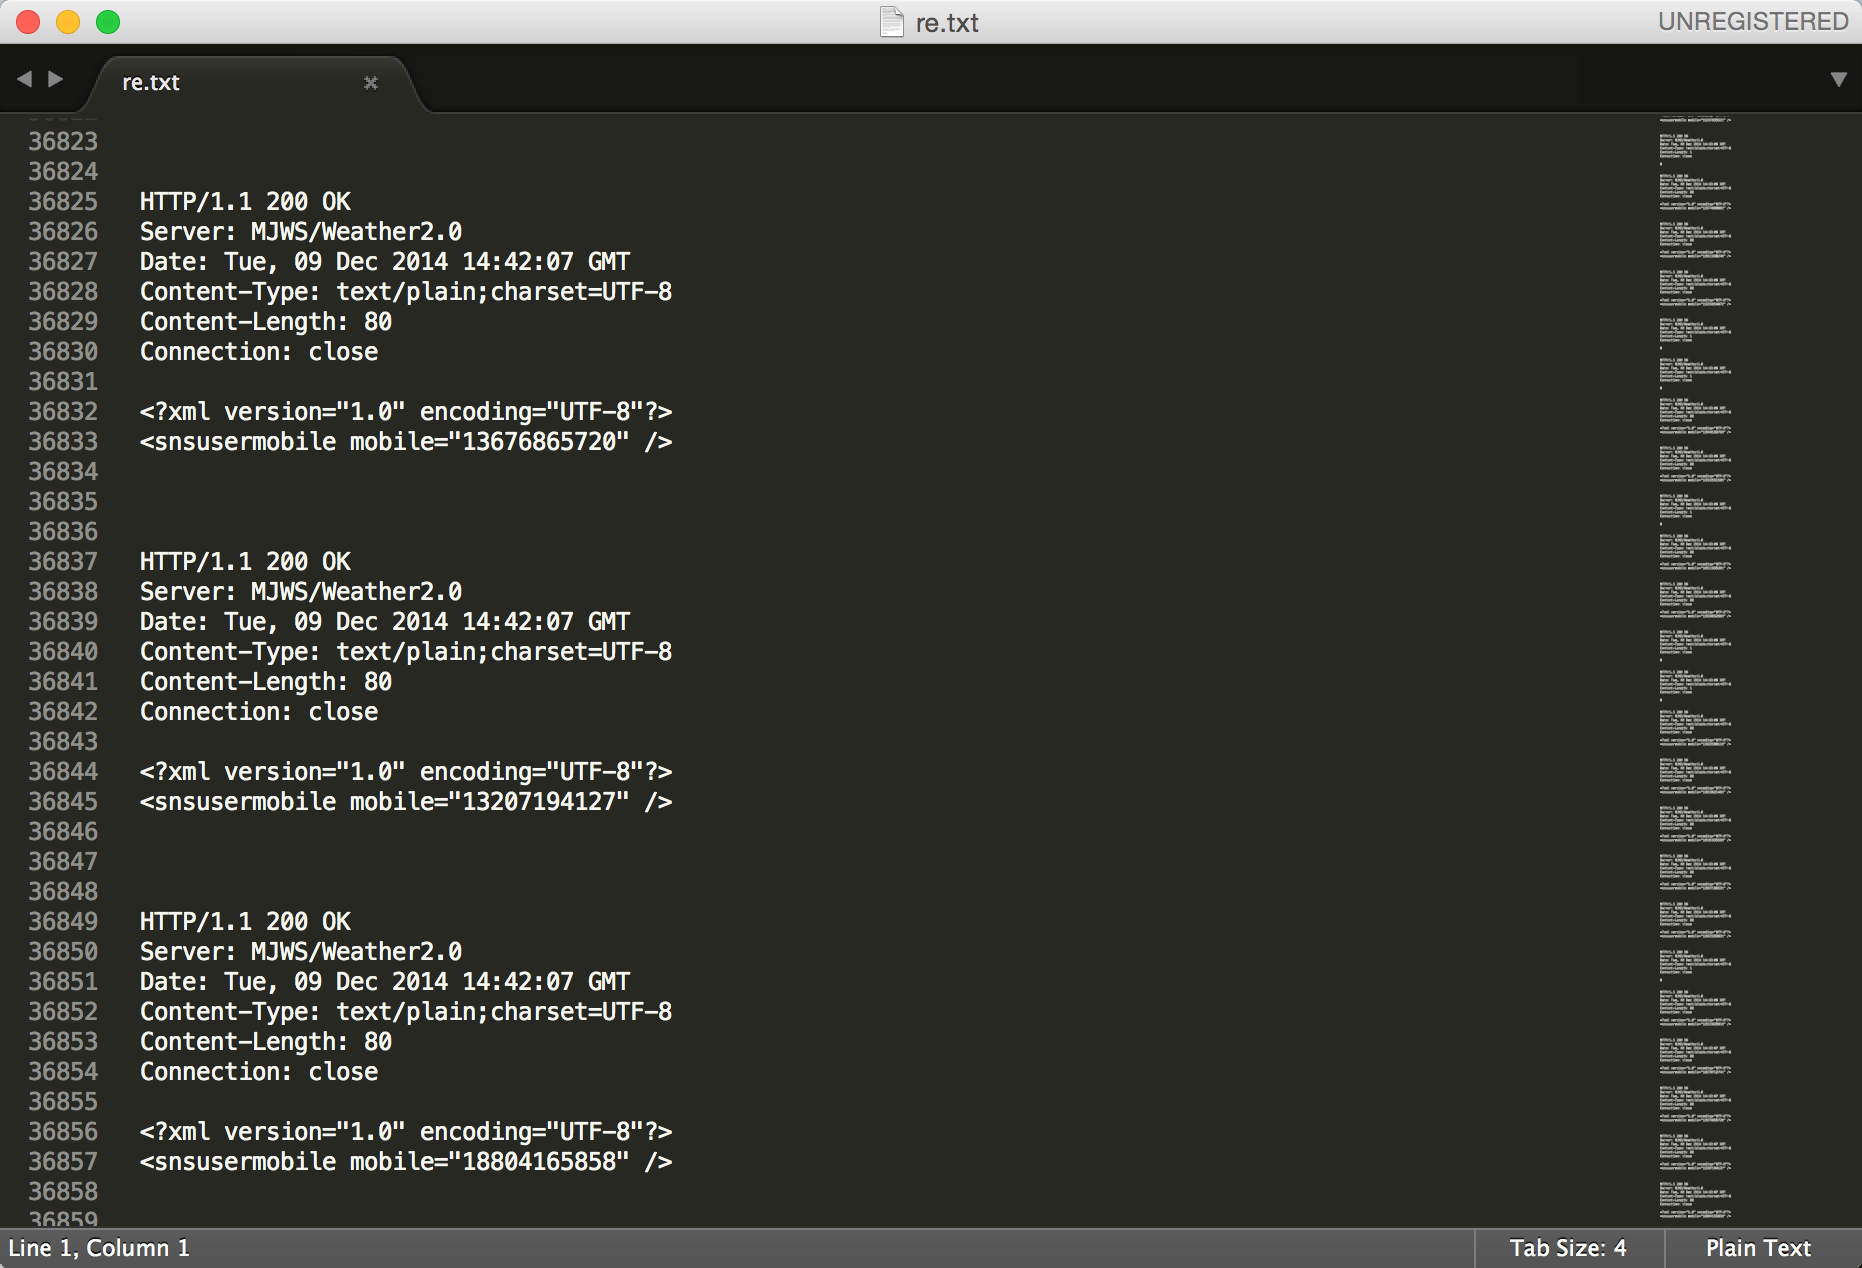 re.txt
UNREGISTERED
re.txt
36823
36824
36825 HTTP/1.1 200 OK
36826 Server: MJWS/Weather2.0
36827 Date: Tue, 09 Dec 2014 14:42:07 GMT
36828 Content-Type: text/plain;charset=UTF-8
36829 Content-Length: 80
36830 Connection: close
36831
36832 <?xml version="1.0" encoding="UTF-8"?>
36833 <snsusermobile mobile="13676865720" />
36834
36835
36836
36837 HTTP/1.1 200 OK
36838 Server: MJWS/Weather2.0
36839 Date: Tue, 09 Dec 2014 14:42:07 GMT
36840 Content-Type: text/plain;charset=UTF-8
36841 Content-Length: 80
36842 Connection: close
36843
36844 <?xml version="1.0" encoding="UTF-8"?>
36845 <snsusermobile mobile="13207194127" />
36846
36847
36848
36849 HTTP/1.1 200 OK
36850 Server: MJWS/Weather2.0
36851 Date: Tue, 09 Dec 2014 14:42:07 GMT
36852 Content-Type: text/plain;charset=UTF-8
36853 Content-Length: 80
36854 Connection: close
36855
36856 <?xml version="1.0" encoding="UTF-8"?>
36857 <snsusermobile mobile="18804165858" />
36858
36859
Line 1, Column 1
Tab Size: 4
Plain Text